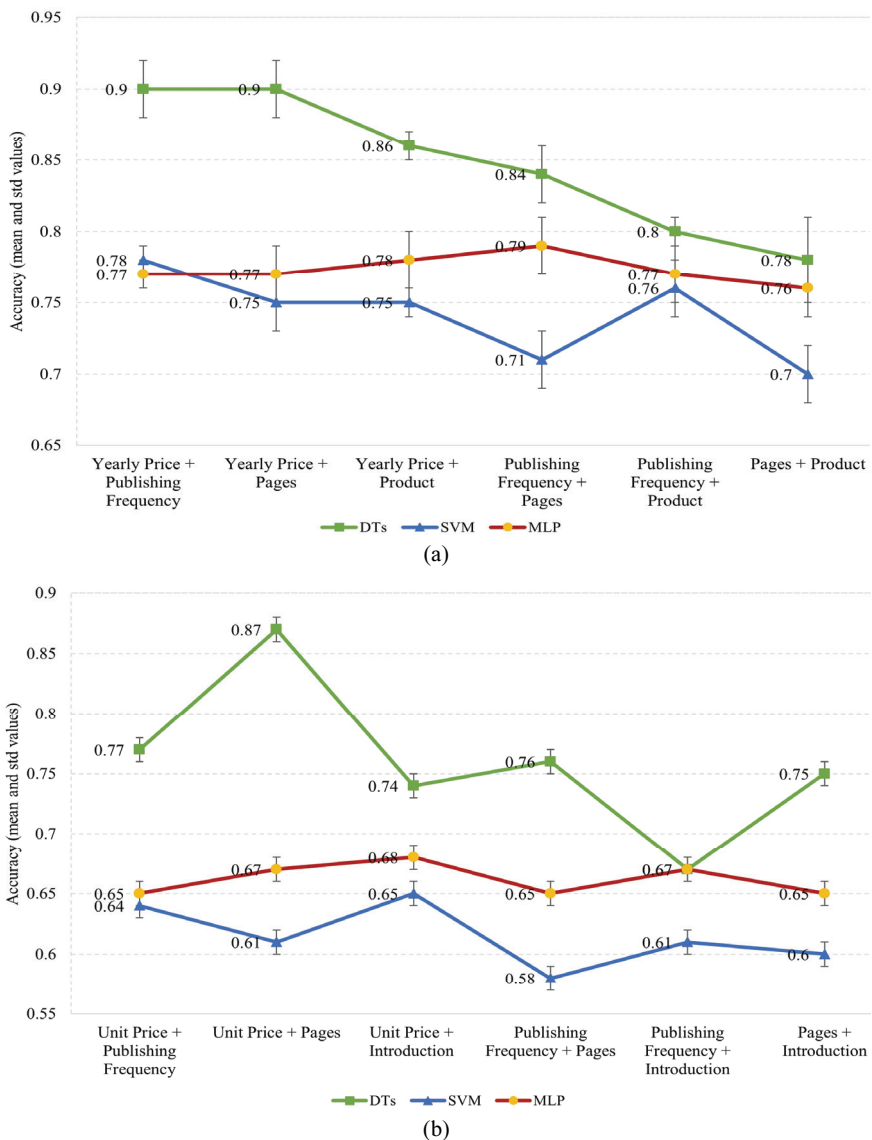 0.95
0.9
0.85
0.8
0.75
0.7
0.65
Accuracy (mean and std values)
0.9
0.9
0.86
0.84
0.8
0.78
0.78
0.75
0.75
0.71
0.76
0.7
0.77
0.77
0.78
0.79
0.77
0.76
Yearly Price +
Publishing
Frequency
Yearly Price +
Pages
Yearly Price +
Product
Publishing
Frequency +
Pages
Publishing
Frequency +
Product
Pages + Product
DTs SVM MLP
(a)
0.9
0.85
0.8
0.75
0.7
0.65
0.6
0.55
Accuracy (mean and std values)
0.77
0.87
0.74
0.76
0.75
0.64
0.61
0.65
0.58
0.61
0.6
0.65
0.67
0.68
0.65
0.67
0.65
Unit Price +
Publishing
Frequency
Unit Price + Pages
Unit Price +
Introduction
Publishing
Frequency + Pages
Publishing
Frequency +
Introduction
Pages +
Introduction
DTs SVM MLP
(b)